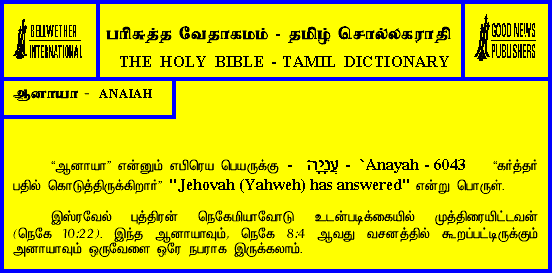 BELLWETHER
INTERNATIONAL
பரிசுத்த வேதாகமம் - தமிழ் சொல்லகராதி
THE HOLY BIBLE - TAMIL DICTIONARY
GOOD NEWS
PUBLISHERS
ஆனாயா - ANAIAH
“ஆனாயா” என்னும் எபிரெய பெயருக்கு - עֲנָיָה - `Anayah - 6043 “கர்த்தர்
பதில் கொடுத்திருக்கிறார்” "Jehovah (Yahweh) has answered" என்று பொருள்.
இஸ்ரவேல் புத்திரன் நெகேமியாவோடு உடன்படிக்கையில் முத்திரையிட்டவன்
(நெகே 10:22). இந்த ஆனாயாவும், நெகே 8:4 ஆவது வசனத்தில் கூறப்பட்டிருக்கும்
அனாயாவும் ஒருவேளை ஒரே நபராக இருக்கலாம்.